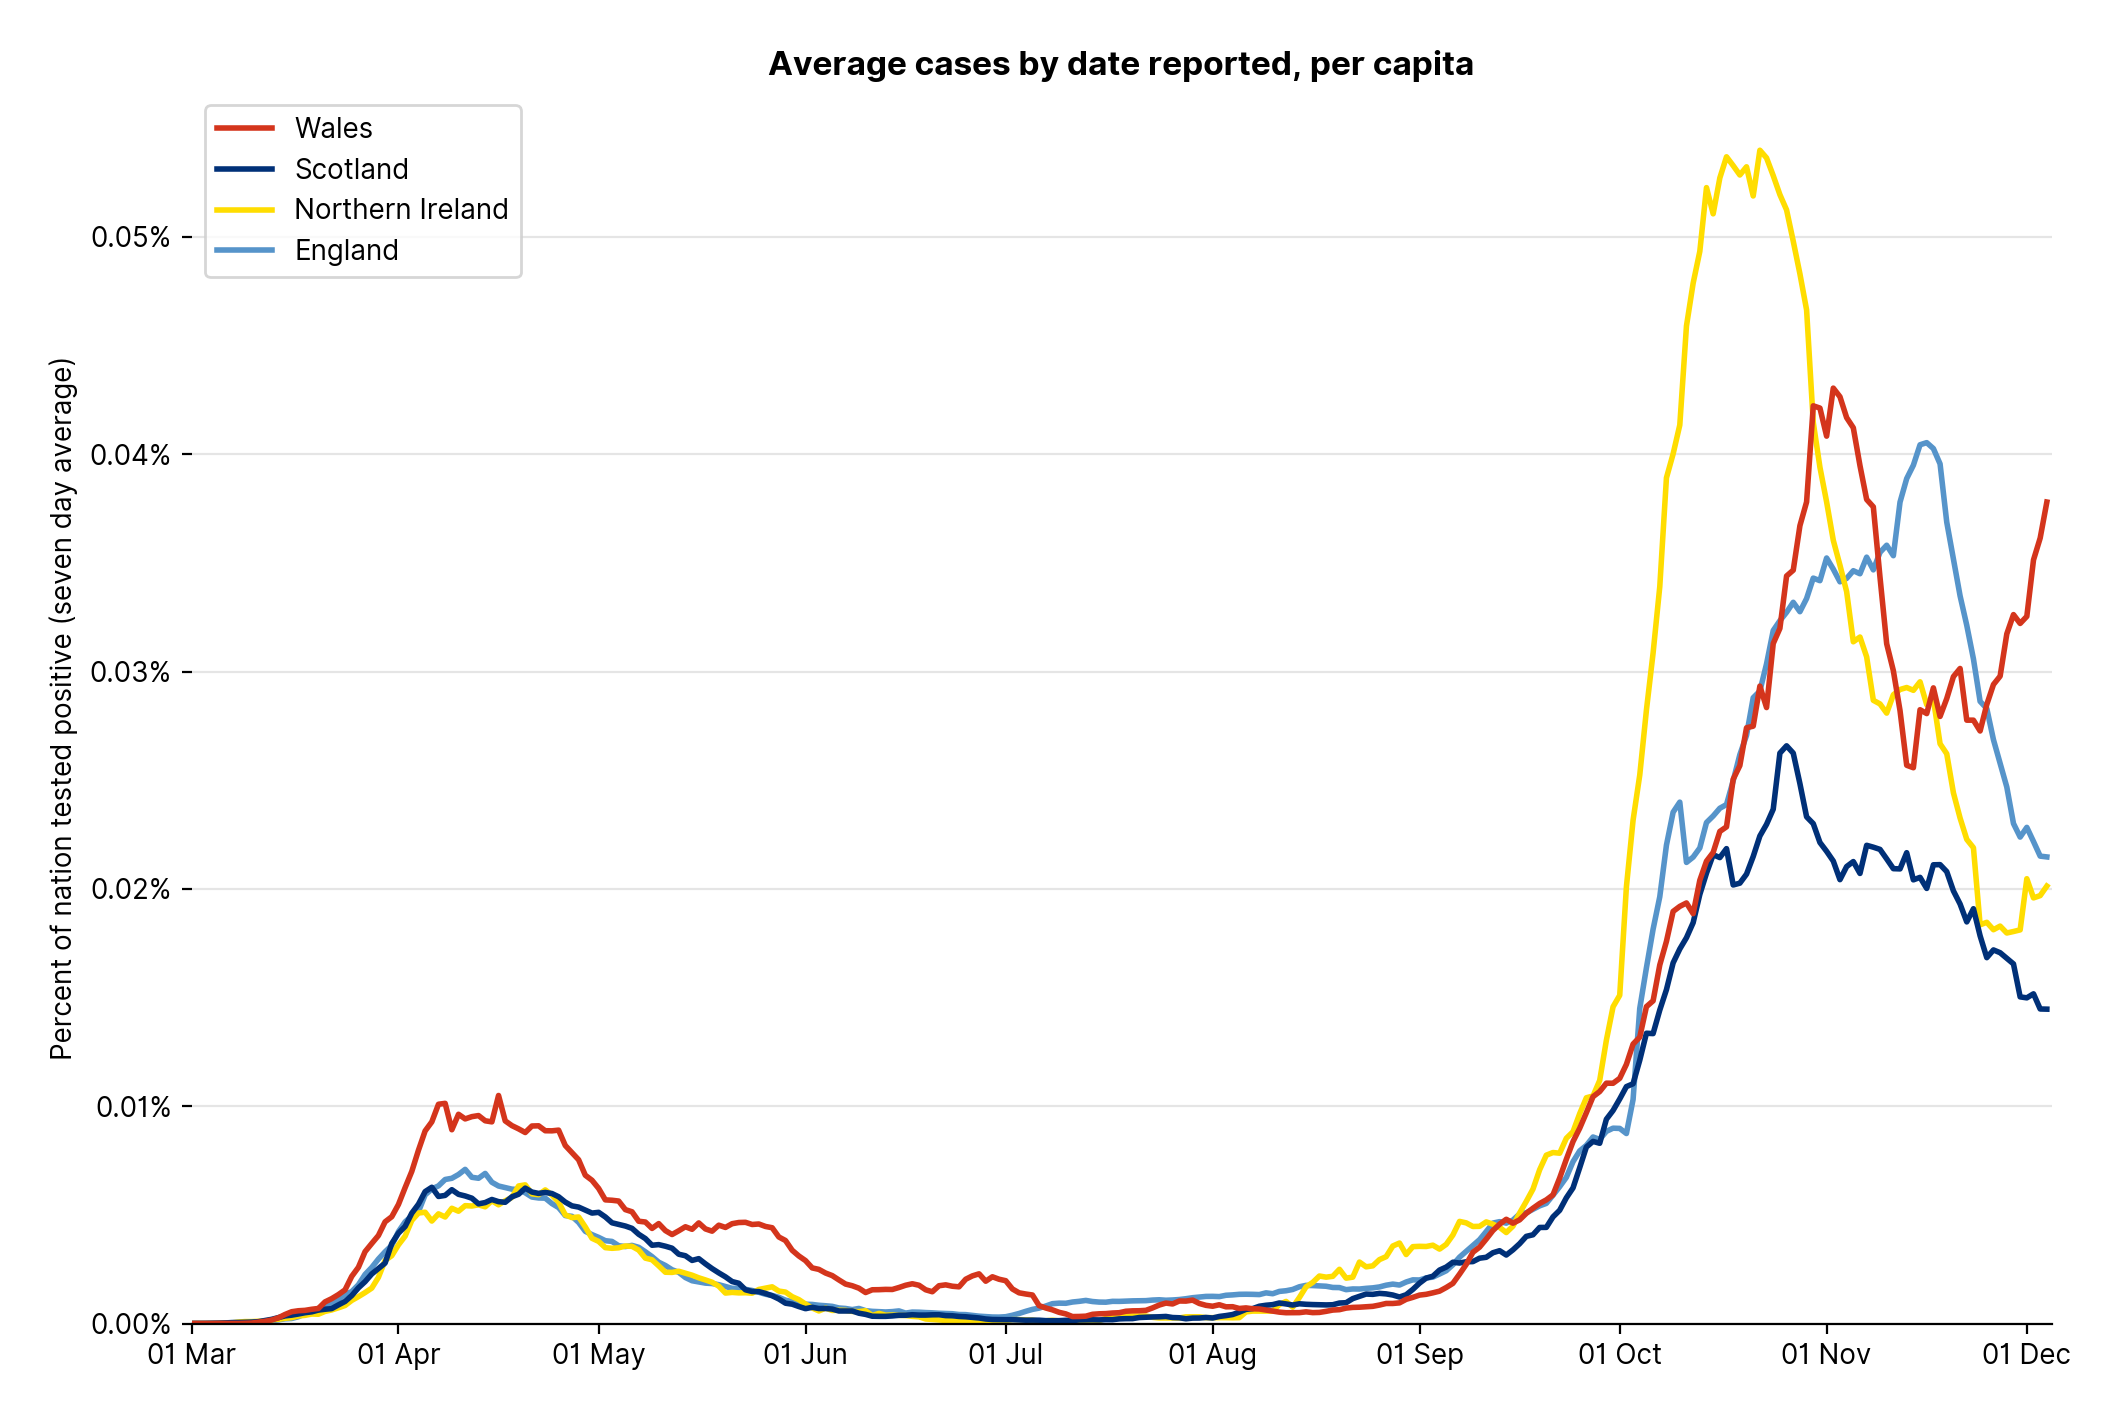 Average cases by date reported, per capita
Wales
Scotland
Northern Ireland
England
Percent of nation tested positive (seven day average)
0.05%
0.04%
0.03%
0.02%
0.01%
0.00%
01 Mar 01 Apr 01 May 01 Jun 01 Jul 01 Aug 01 Sep 01 Oct 01 Nov 01 Dec